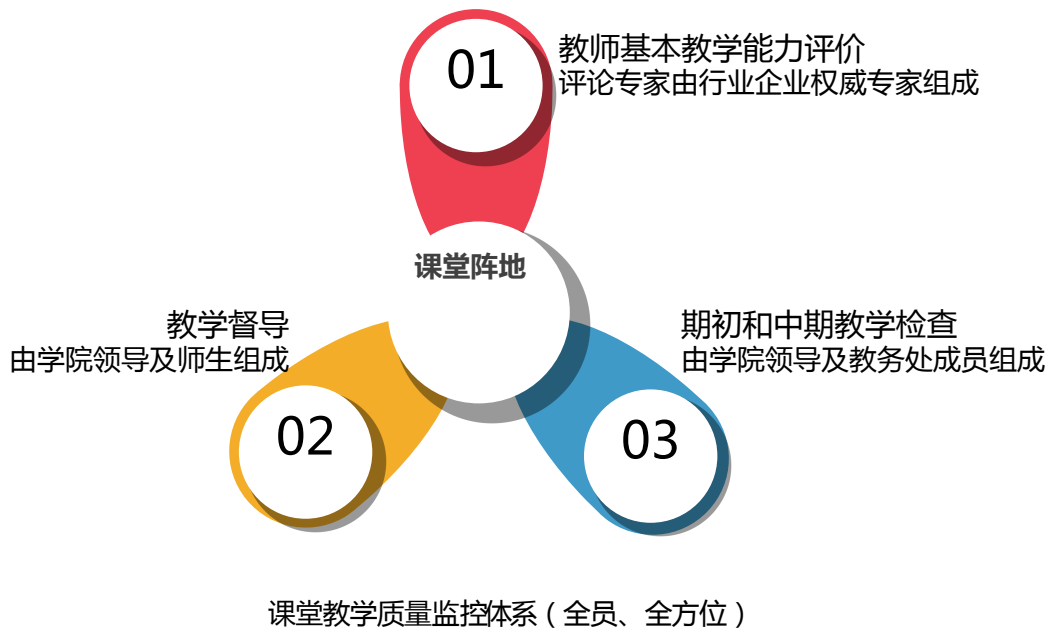 01
教师基本教学能力评价
评论专家由行业企业权威专家组成
课堂阵地
教学督导
由学院领导及师生组成
02
期初和中期教学检查
由学院领导及教务处成员组成
03
课堂教学质量监控体系（全员、全方位）